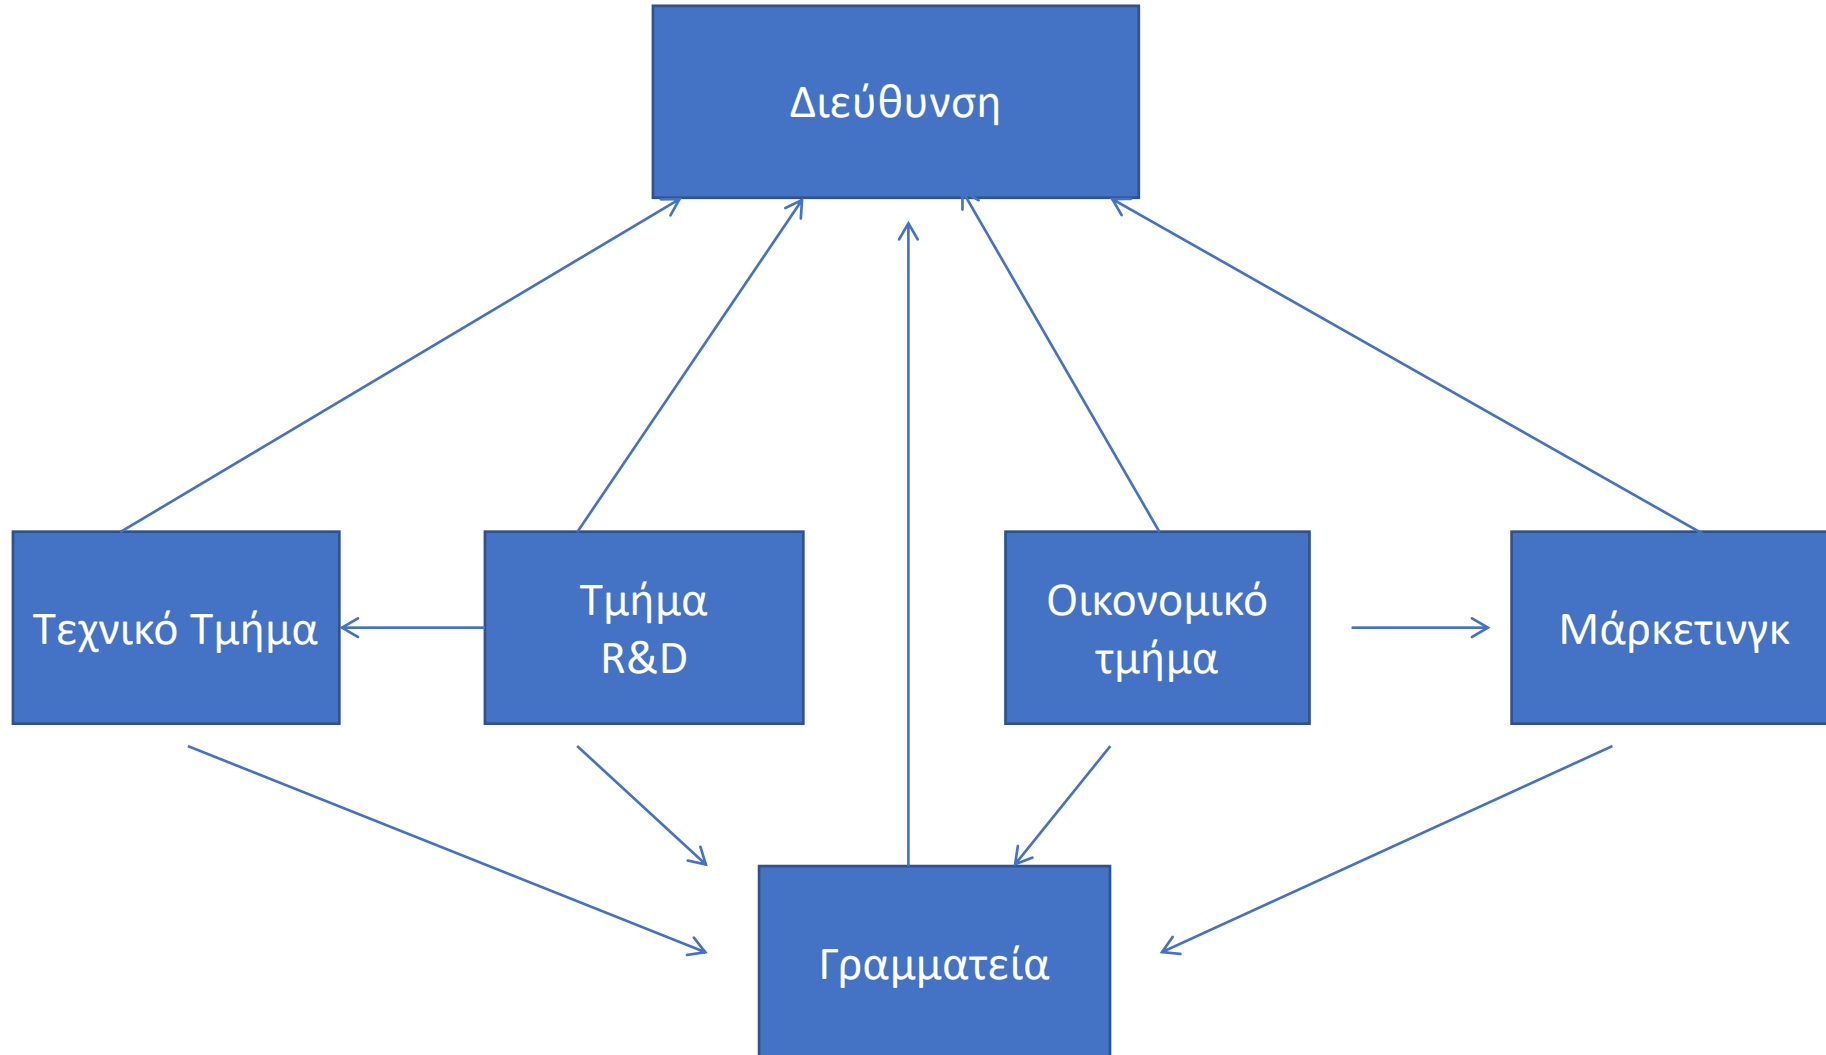 Διεύθυνση
Τεχνικό Τμήμα
Τμήμα
R&D
Οικονομικό
τμήμα
Μάρκετινγκ
Γραμματεία